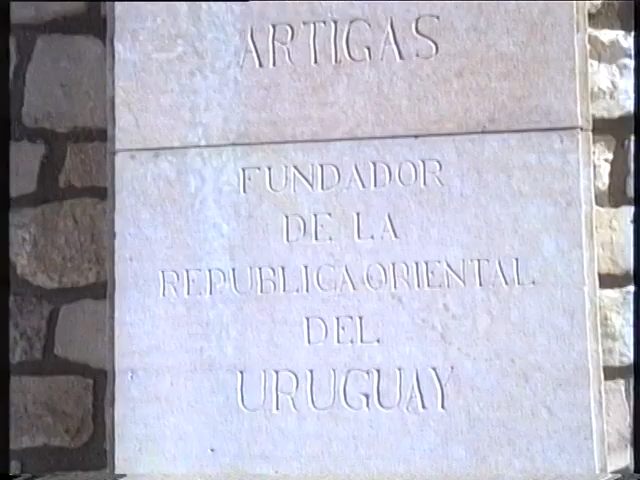 ARTIGAS
FUNDADOR
DE LA
REPUBLICA ORIENTAL
DEL
URUGUAY